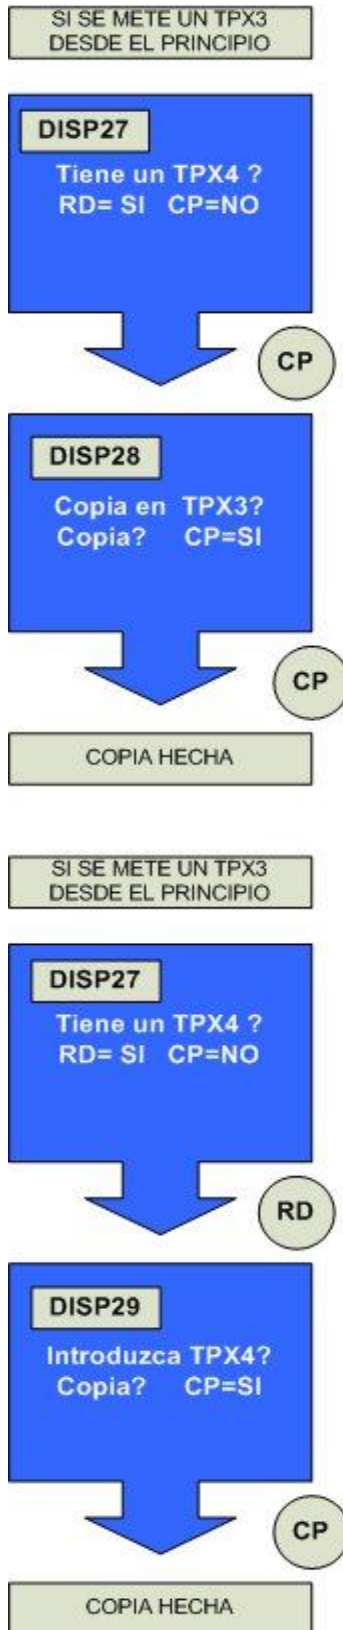 SI SE METE UN TPX3
DESDE EL PRINCIPIO
DISP27
Tiene un TPX4 ?
RD= SI CP=NO
CP
DISP28
Copia en TPX3?
Copia? CP=SI
CP
COPIA HECHA
SI SE METE UN TPX3
DESDE EL PRINCIPIO
DISP27
Tiene un TPX4 ?
RD= SI CP=NO
RD
DISP29
Introduzca TPX4?
Copia? CP=SI
CP
COPIA HECHA